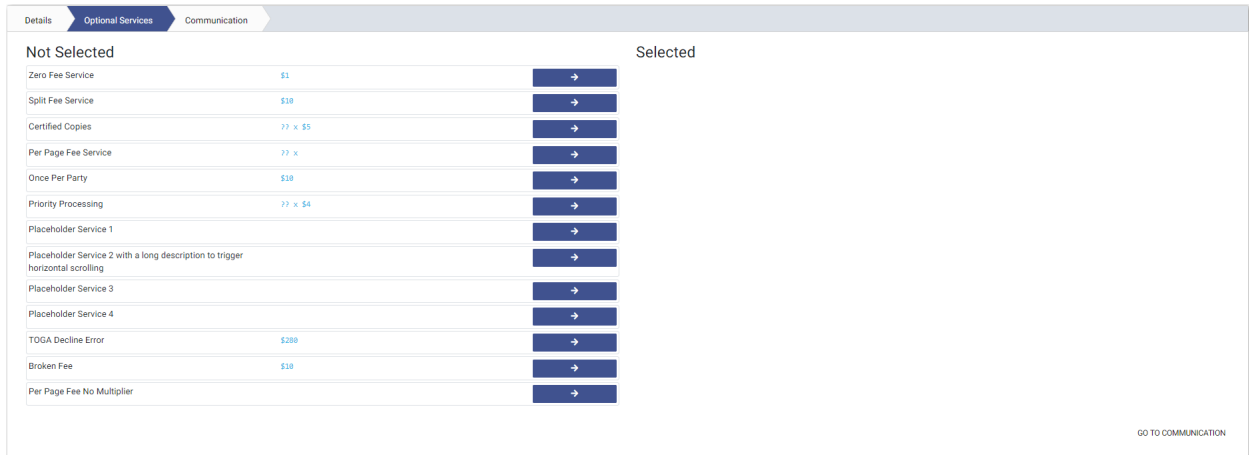 Details
Optional Services
Communication
Not Selected
Selected
Zero Fee Service $1
Split Fee Service $10
Certified Copies ?? x $5
Per Page Fee Service ?? x
Once Per Party $10
Priority Processing ?? x $4
Placeholder Service 1
Placeholder Service 2 with a long description to trigger
horizontal scrolling
Placeholder Service 3
Placeholder Service 4
TOGA Decline Error $280
Broken Fee $10
Per Page Fee No Multiplier
GO TO COMMUNICATION